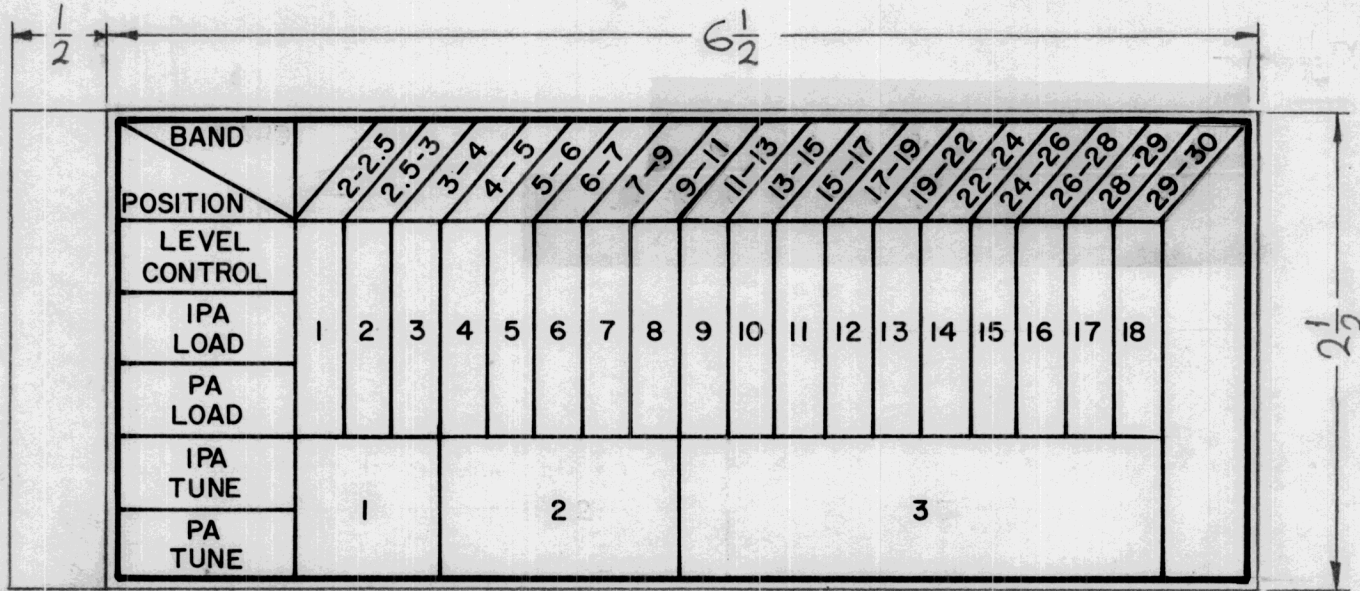 1/2
6 1/2
BAND
POSITION
2-2.5
2.5-3
3-4
4-5
5-6
6-7
7-9
9-11
11-13
13-15
15-17
17-19
19-22
22-24
24-26
26-28
28-29
29-30
LEVEL
CONTROL
IPA
LOAD
PA
LOAD
1 2 3 4 5 6 7 8 9 10 11 12 13 14 15 16 17 18
2 1/2
IPA
TUNE
PA
TUNE
1 2 3